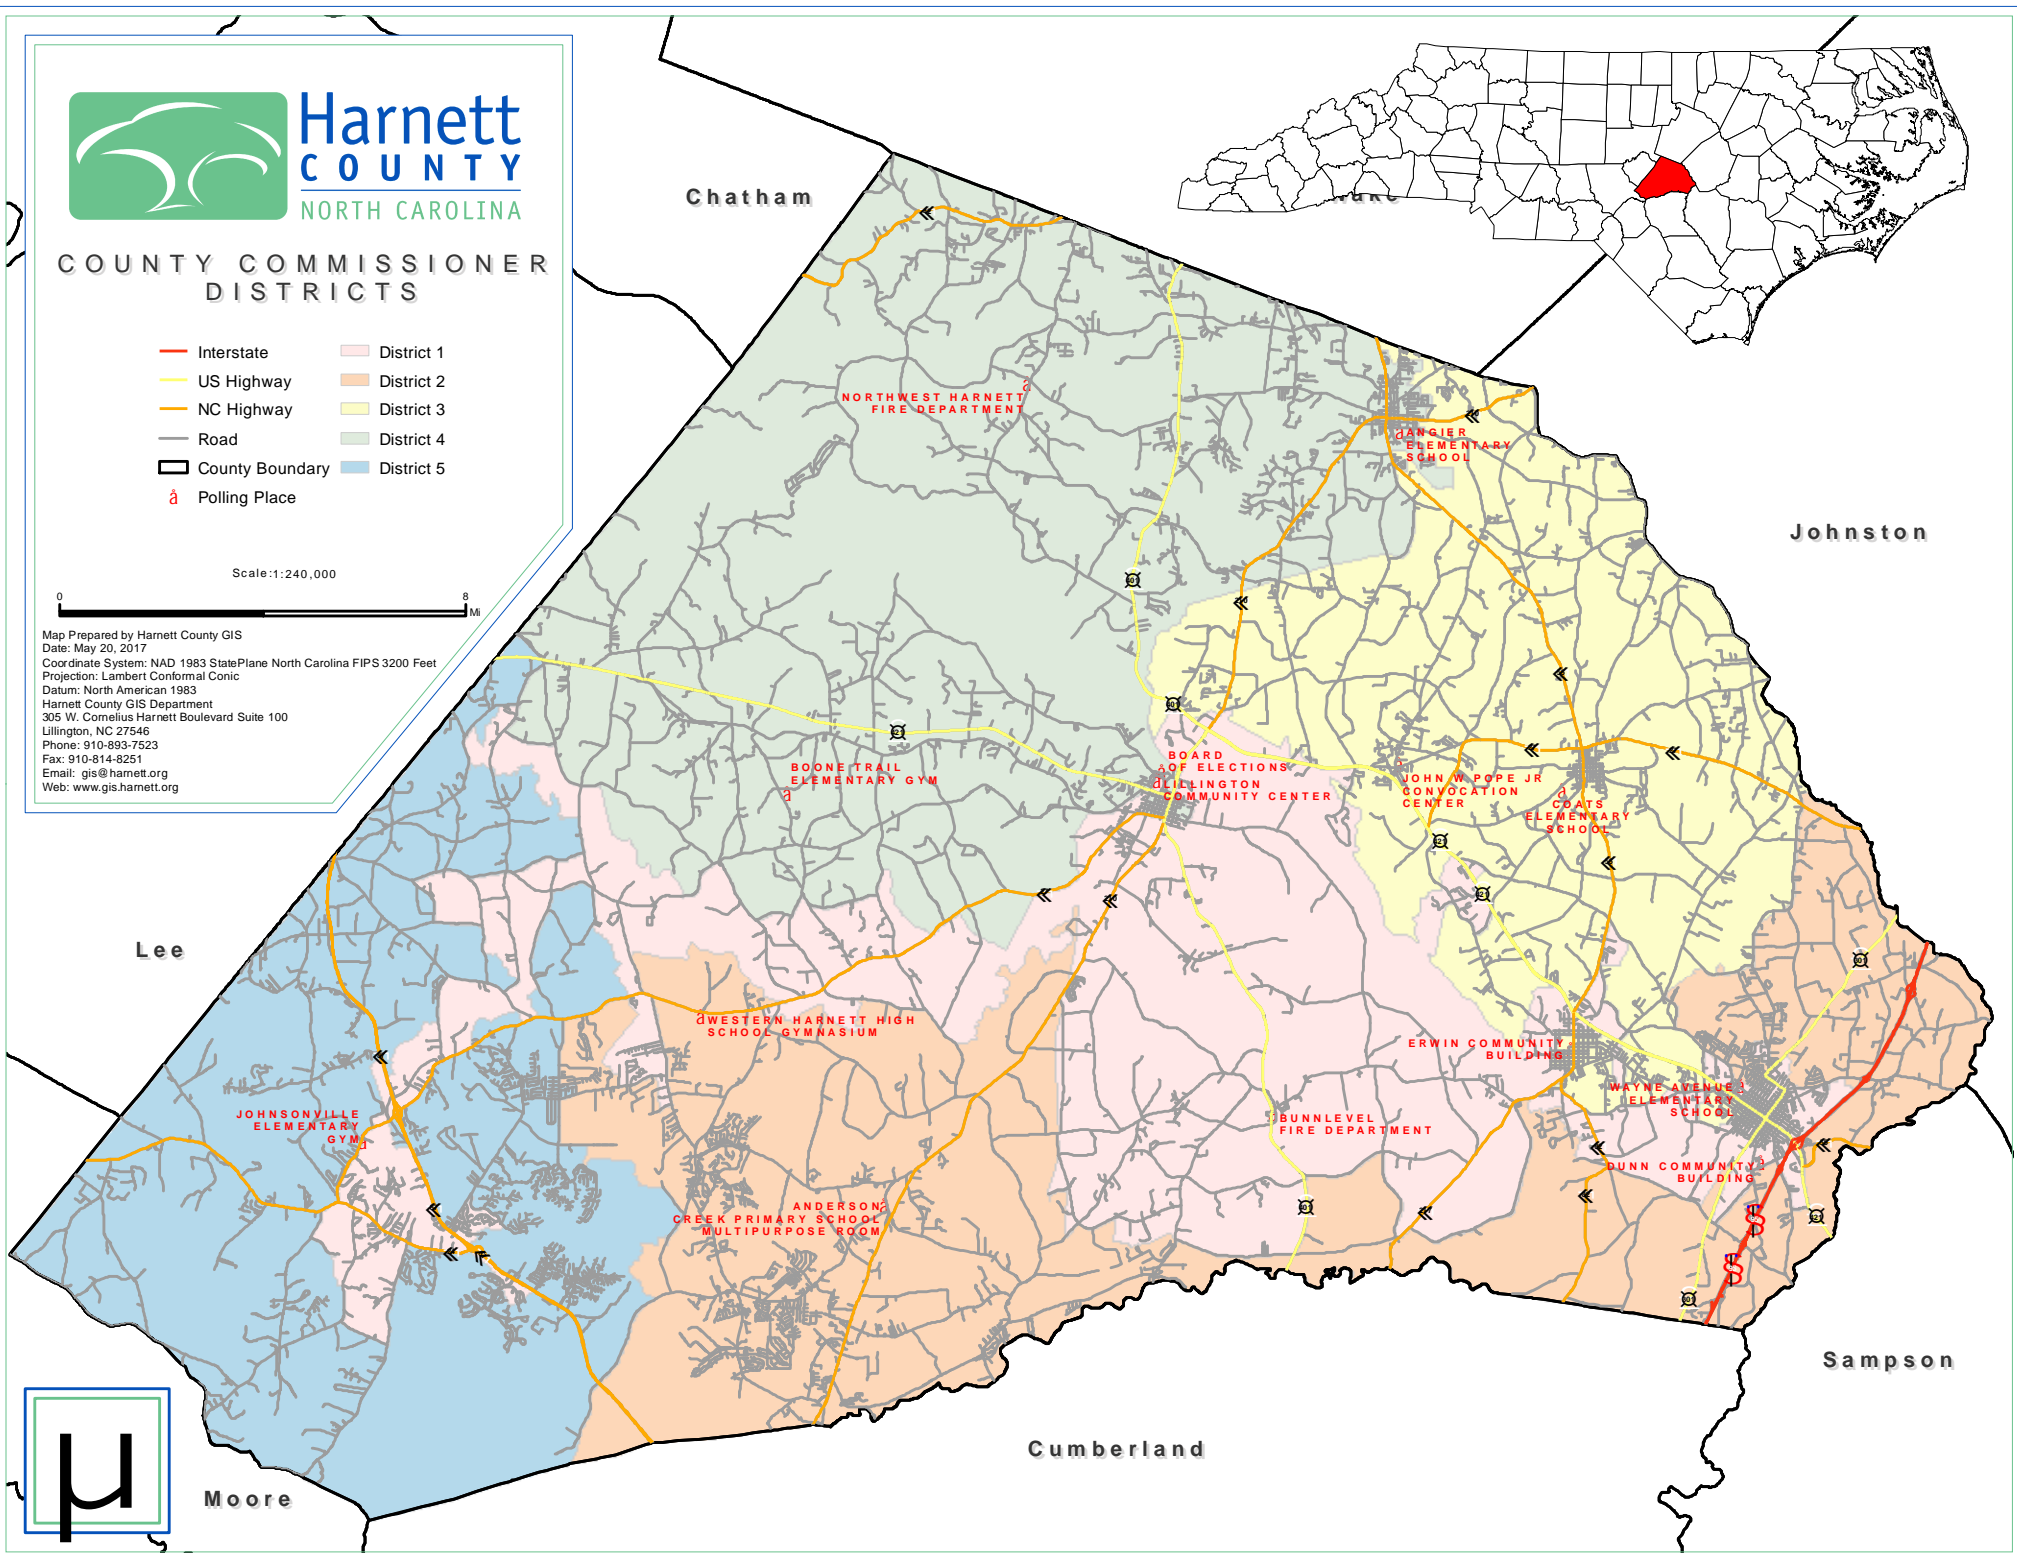 Harnett
COUNTY
NORTH CAROLINA
COUNTY COMMISSIONER
DISTRICTS
Interstate
US Highway
NC Highway
Road
County Boundary
å Polling Place
District 1
District 2
District 3
District 4
District 5
Scale:1:240,000
0 8
Mi
Map Prepared by Harnett County GIS
Date: May 20, 2017
Coordinate System: NAD 1983 StatePlane North Carolina FIPS 3200 Feet
Projection: Lambert Conformal Conic
Datum: North American 1983
Harnett County GIS Department
305 W. Cornelius Harnett Boulevard Suite 100
Lillington, NC 27546
Phone: 910-893-7523
Fax: 910-814-8251
Email: gis@harnett.org
Web: www.gis.harnett.org
Chatham
Wake
Johnston
Lee
Moore
Cumberland
Sampson
NORTHWEST HARNETT
FIRE DEPARTMENT
ANGIER
ELEMENTARY
SCHOOL
BOONE TRAIL
ELEMENTARY GYM
BOARD
OF ELECTIONS
LILLINGTON
COMMUNITY CENTER
JOHN W POPE JR
CONVOCATION
CENTER
COATS
ELEMENTARY
SCHOOL
WESTERN HARNETT HIGH
SCHOOL GYMNASIUM
ERWIN COMMUNITY
BUILDING
WAYNE AVENUE
ELEMENTARY
SCHOOL
JOHNSONVILLE
ELEMENTARY
GYM
BUNNLEVEL
FIRE DEPARTMENT
DUNN COMMUNITY
BUILDING
ANDERSON
CREEK PRIMARY SCHOOL
MULTIPURPOSE ROOM
µ